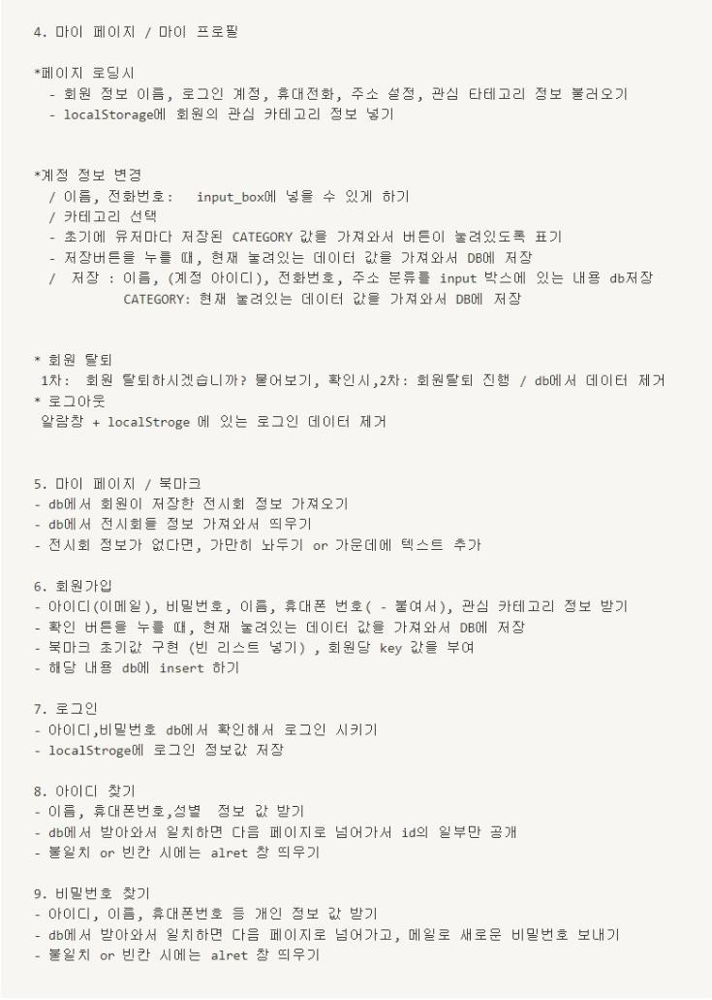 4. 마이 페이지 / 마이 프로필
*페이지 로딩시
- 회원 정보 이름, 로그인 계정, 휴대전화, 주소 설정, 관심 타테고리 정보 불러오기
- localStorage에 회원의 관심 카테고리 정보 넣기
*계정 정보 변경
/ 이름, 전화번호:   input_box에 넣을 수 있게 하기
/ 카테고리 선택
- 초기에 유저마다 저장된 CATEGORY 값을 가져와서 버튼이 눌려있도록 표기
- 저장버튼을 누를 때, 현재 눌려있는 데이터 값을 가져와서 DB에 저장
/  저장 : 이름, (계정 아이디), 전화번호, 주소 분류를 input 박스에 있는 내용 db저장
CATEGORY: 현재 눌려있는 데이터 값을 가져와서 DB에 저장
* 회원 탈퇴
1차:  회원 탈퇴하시겠습니까? 물어보기, 확인시,2차: 회원탈퇴 진행 / db에서 데이터 제거
* 로그아웃
알람창 + localStroge 에 있는 로그인 데이터 제거
5. 마이 페이지 / 북마크
- db에서 회원이 저장한 전시회 정보 가져오기
- db에서 전시회들 정보 가져와서 띄우기
- 전시회 정보가 없다면, 가만히 놔두기 or 가운데에 텍스트 추가
6. 회원가입
- 아이디(이메일), 비밀번호, 이름, 휴대폰 번호( - 붙여서), 관심 카테고리 정보 받기
- 확인 버튼을 누를 때, 현재 눌려있는 데이터 값을 가져와서 DB에 저장
- 북마크 초기값 구현 (빈 리스트 넣기) , 회원당 key 값을 부여
- 해당 내용 db에 insert 하기
7. 로그인
- 아이디,비밀번호 db에서 확인해서 로그인 시키기
- localStroge에 로그인 정보값 저장
8. 아이디 찾기
- 이름, 휴대폰번호,성별  정보 값 받기
- db에서 받아와서 일치하면 다음 페이지로 넘어가서 id의 일부만 공개
- 불일치 or 빈칸 시에는 alret 창 띄우기
9. 비밀번호 찾기
- 아이디, 이름, 휴대폰번호 등 개인 정보 값 받기
- db에서 받아와서 일치하면 다음 페이지로 넘어가고, 메일로 새로운 비밀번호 보내기
- 불일치 or 빈칸 시에는 alret 창 띄우기